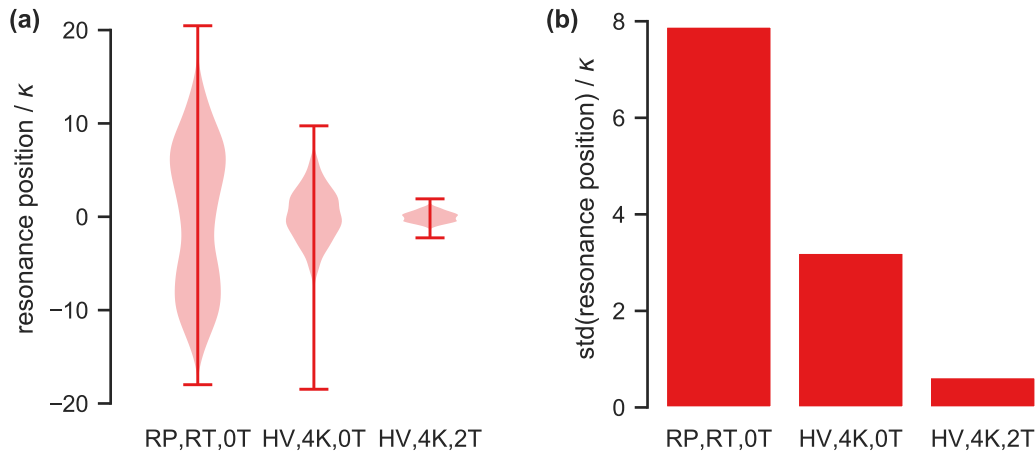 (a)
resonance position / κ
20
10
0
−10
−20
RP,RT,0T HV,4K,0T HV,4K,2T
(b)
std(resonance position) / κ
8
6
4
2
0
RP,RT,0T HV,4K,0T HV,4K,2T